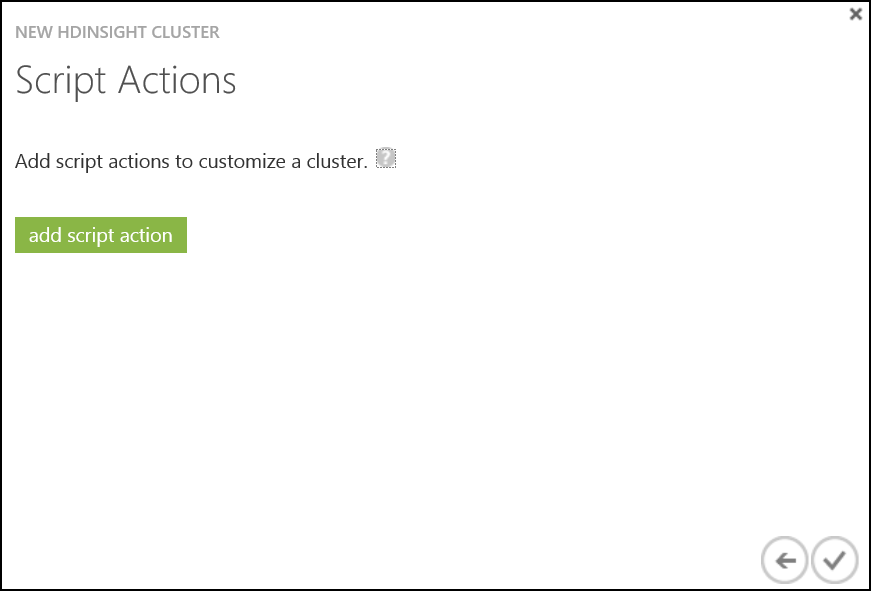 NEW HDINSIGHT CLUSTER
Script Actions
Add script actions to customize a cluster. ?
add script action